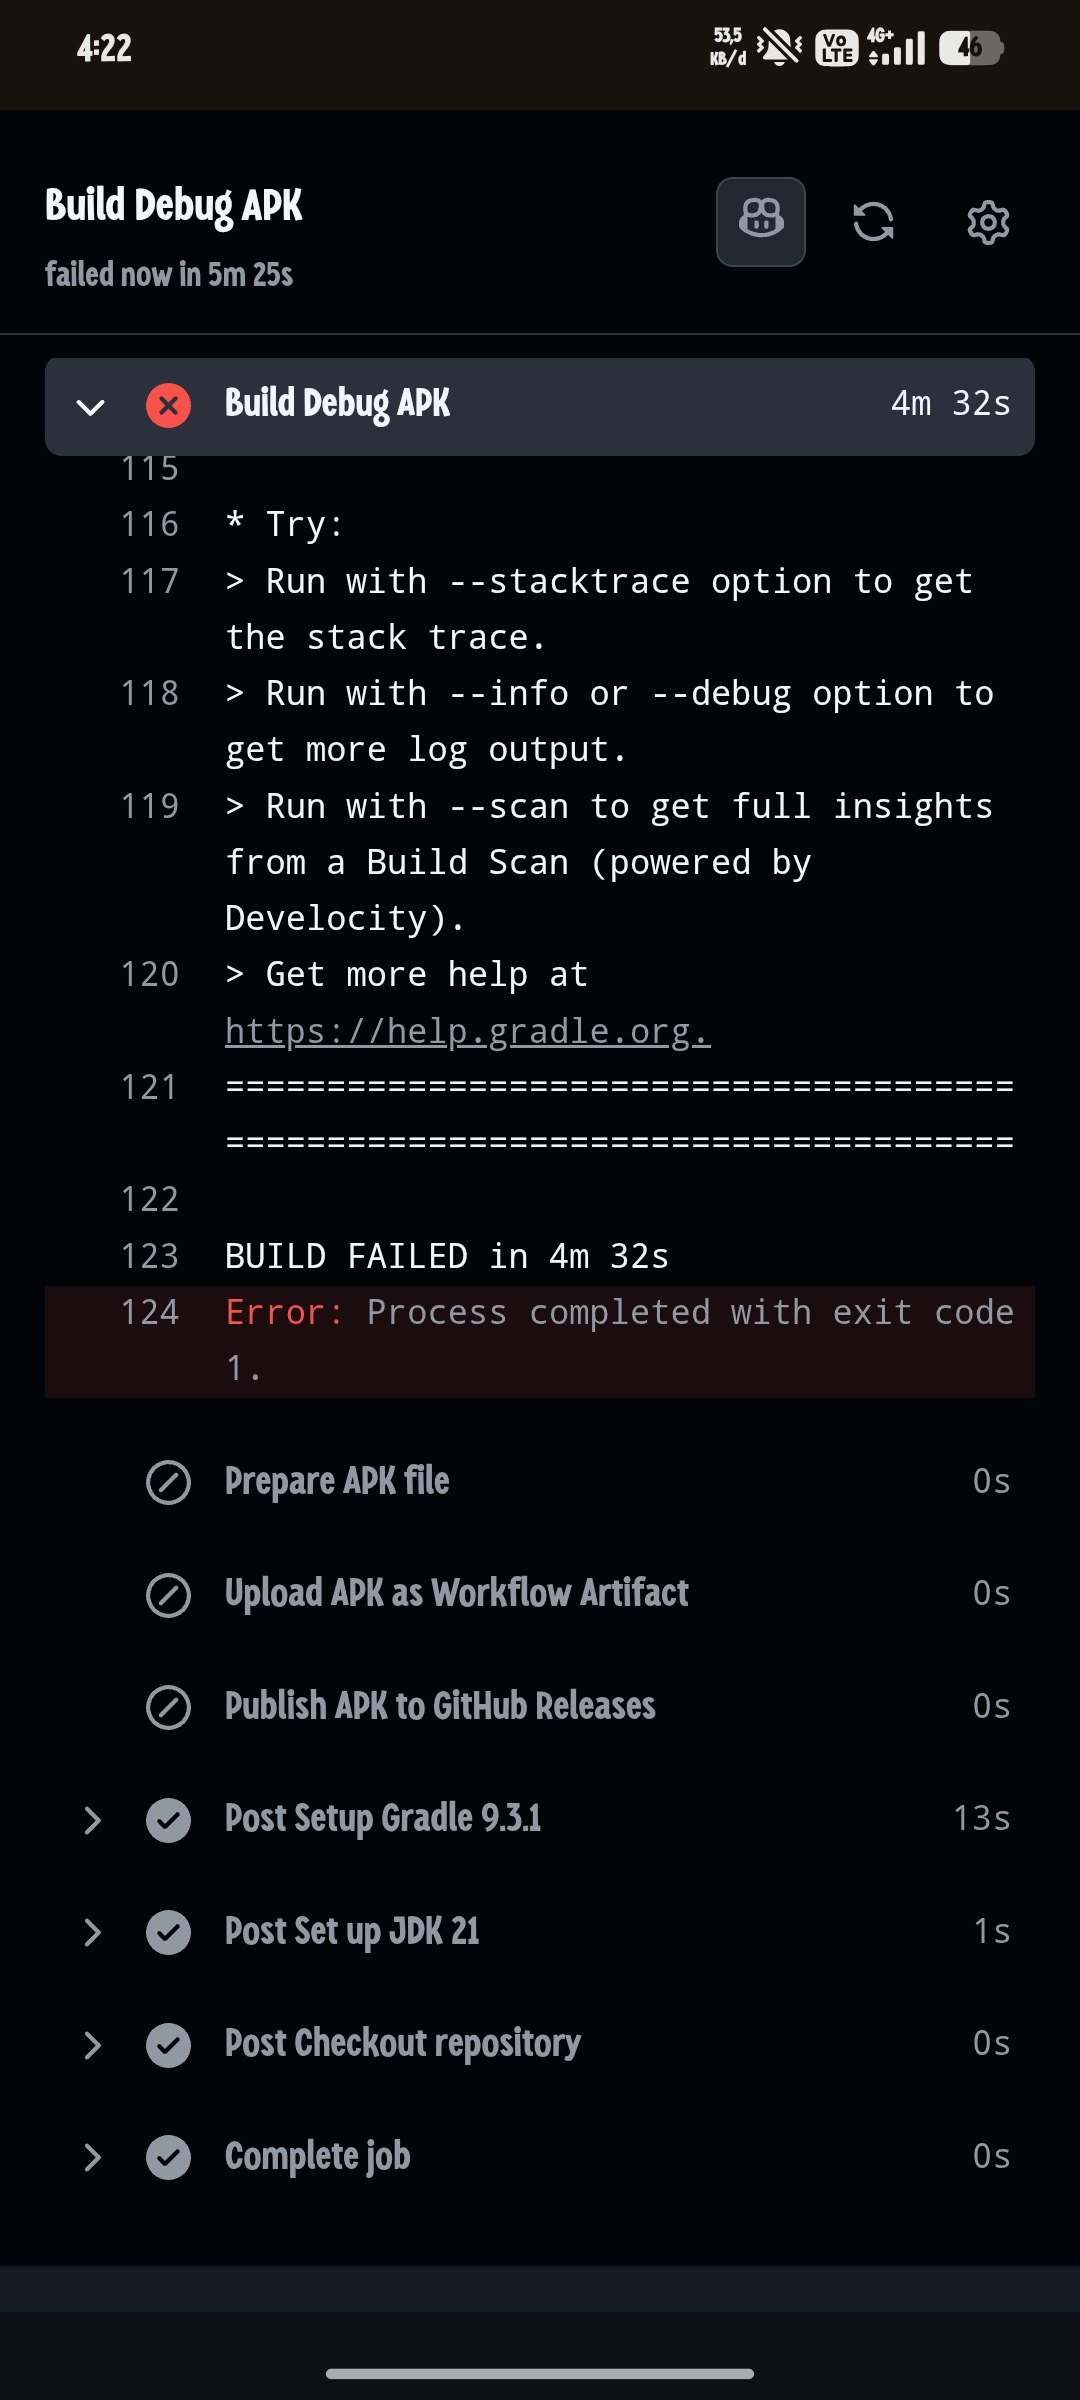 4:22
53,5
KB/d
Vo
LTE
4G+
46
Build Debug APK
failed now in 5m 25s
Build Debug APK
4m 32s
115
116 * Try:
117 > Run with --stacktrace option to get
the stack trace.
118 > Run with --info or --debug option to
get more log output.
119 > Run with --scan to get full insights
from a Build Scan (powered by
Develocity).
120 > Get more help at
https://help.gradle.org.
121 =======================================
=======================================
122
123 BUILD FAILED in 4m 32s
124 Error: Process completed with exit code
1.
Prepare APK file 0s
Upload APK as Workflow Artifact 0s
Publish APK to GitHub Releases 0s
Post Setup Gradle 9.3.1 13s
Post Set up JDK 21 1s
Post Checkout repository 0s
Complete job 0s